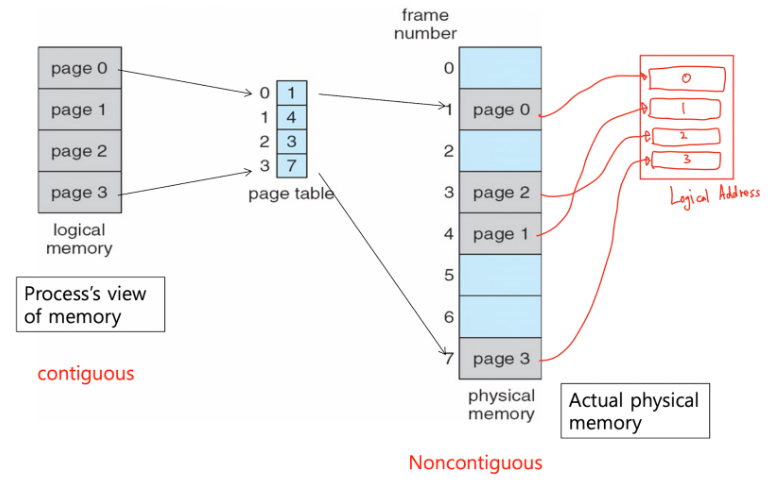 frame
number
page 0
page 1
page 2
page 3
logical
memory
Process's view
of memory
contiguous
0 1
1 4
2 3
3 7
page table
0
1 page 0
2
3 page 2
4 page 1
5
6
7 page 3
physical
memory
Noncontiguous
Actual physical
memory
0
1
2
3
Logical Address